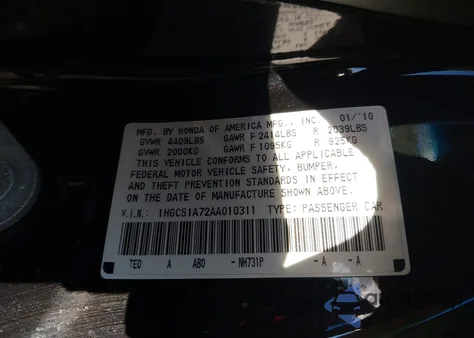 MFD. BY HONDA OF AMERICA MFG., INC. 01/'10
GVWR 4409LBS GAWR F 2414LBS R 2039LBS
GVWR 2000KG GAWR F 1095KG R 925KG
THIS VEHICLE CONFORMS TO ALL APPLICABLE
FEDERAL MOTOR VEHICLE SAFETY, BUMPER,
AND THEFT PREVENTION STANDARDS IN EFFECT
ON THE DATE OF MANUFACTURE SHOWN ABOVE.
V.I.N.: 1HGCS1A72AA010311 TYPE: PASSENGER CAR
TE0 A AB0 - NH731P - A - A